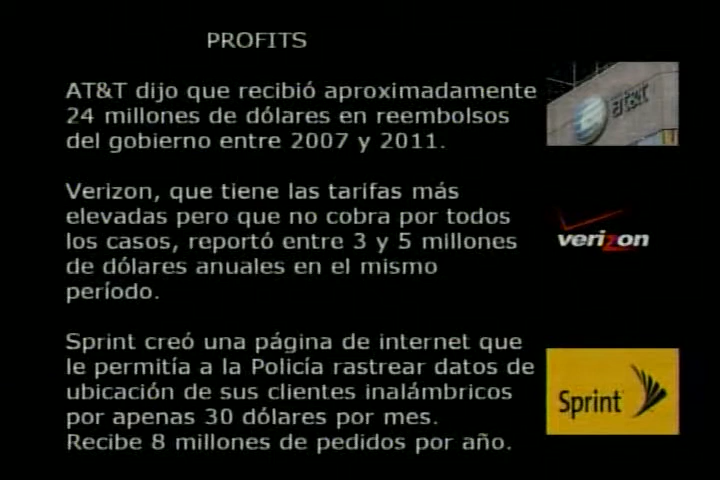 PROFITS
AT&T dijo que recibió aproximadamente
24 millones de dólares en reembolsos
del gobierno entre 2007 y 2011.
at&t
Verizon, que tiene las tarifas más
elevadas pero que no cobra por todos
los casos, reportó entre 3 y 5 millones
de dólares anuales en el mismo
período.
verizon
Sprint creó una página de internet que
le permitía a la Policía rastrear datos de
ubicación de sus clientes inalámbricos
por apenas 30 dólares por mes.
Recibe 8 millones de pedidos por año.
Sprint